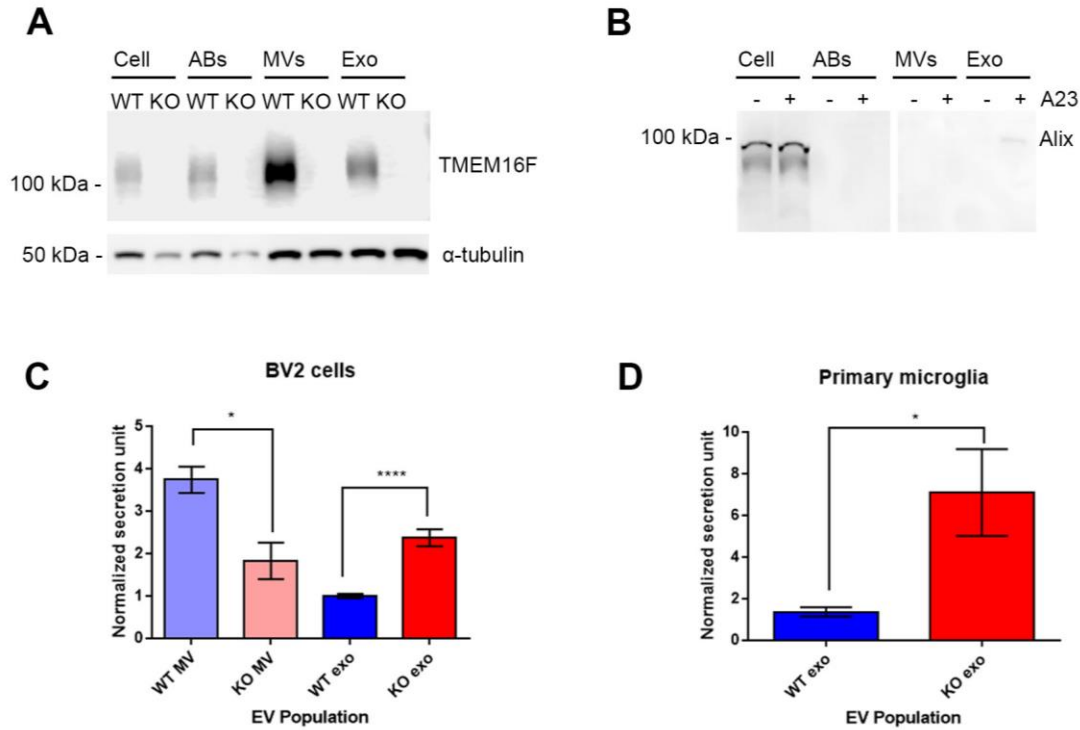 A
Cell ABs MVs Exo
WT KO WT KO WT KO WT KO
TMEM16F
100 kDa -
50 kDa - α-tubulin
B
Cell ABs MVs Exo
- + - + - + - + A23
100 kDa - Alix
C
BV2 cells
Normalized secretion unit
5
4
3
2
1
0
*
****
WT MV KO MV WT exo KO exo
EV Population
D
Primary microglia
Normalized secretion unit
10
8
6
4
2
0
*
WT exo KO exo
EV Population